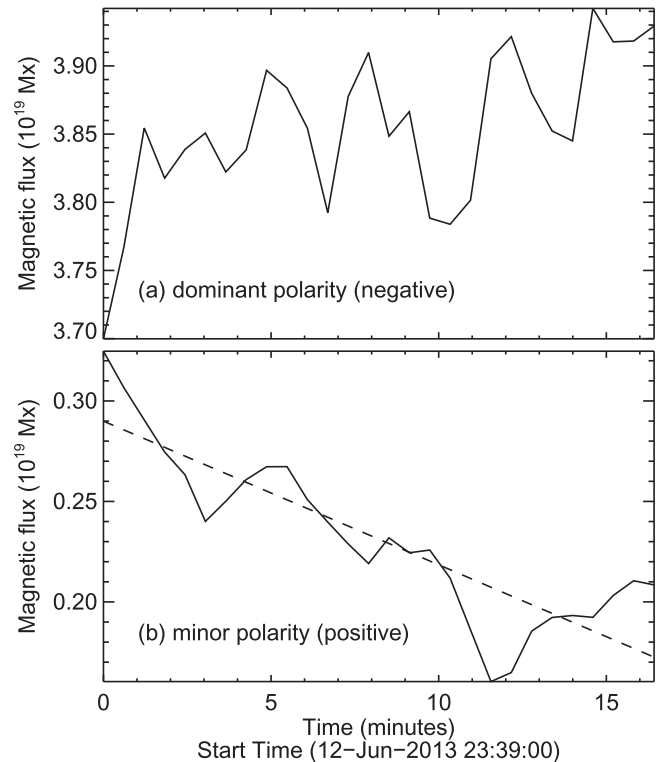 Magnetic flux (10¹⁹ Mx)
3.90
3.85
3.80
3.75
3.70
(a) dominant polarity (negative)
Magnetic flux (10¹⁹ Mx)
0.30
0.25
0.20
(b) minor polarity (positive)
0 5 10 15
Time (minutes)
Start Time (12−Jun−2013 23:39:00)